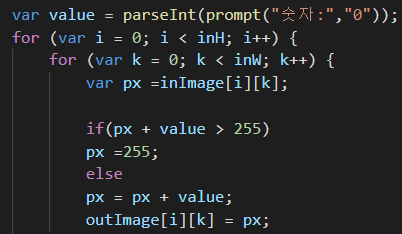 var value = parseInt(prompt("숫자:","0"));
for (var i = 0; i < inH; i++) {
for (var k = 0; k < inW; k++) {
var px =inImage[i][k];
if(px + value > 255)
px =255;
else
px = px + value;
outImage[i][k] = px;